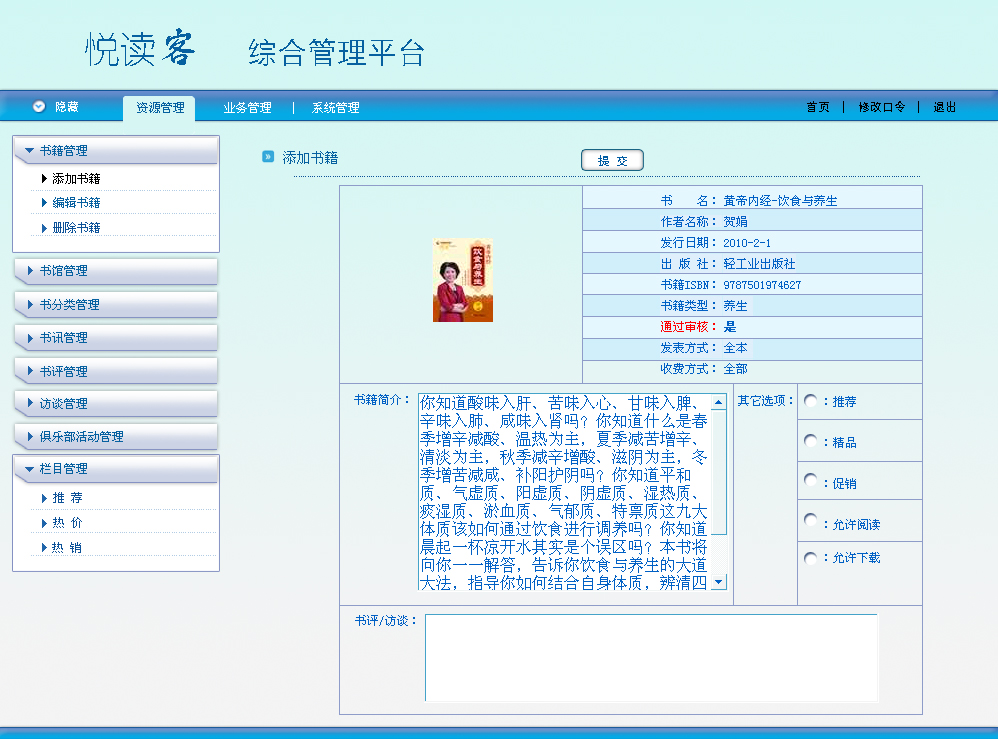 悦读客 综合管理平台
隐藏 资源管理 业务管理 | 系统管理 首页 | 修改口令 | 退出
书籍管理
添加书籍
编辑书籍
删除书籍
书馆管理
书分类管理
书讯管理
书评管理
访谈管理
俱乐部活动管理
栏目管理
推 荐
热 价
热 销
添加书籍 提 交
饮食与养生
书 名：黄帝内经-饮食与养生
作者名称：贺娟
发行日期：2010-2-1
出 版 社：轻工业出版社
书籍ISBN：9787501974627
书籍类型：养生
通过审核：是
发表方式：全本
收费方式：全部
书籍简介：
你知道酸味入肝、苦味入心、甘味入脾、
辛味入肺、咸味入肾吗？你知道什么是春
季增辛减酸、温热为主，夏季减苦增辛、
清淡为主，秋季减辛增酸、滋阴为主，冬
季增苦减咸、补阳护阴吗？你知道平和
质、气虚质、阳虚质、阴虚质、湿热质、
痰湿质、淤血质、气郁质、特禀质这九大
体质该如何通过饮食进行调养吗？你知道
晨起一杯凉开水其实是个误区吗？本书将
向你一一解答，告诉你饮食与养生的大道
大法，指导你如何结合自身体质，辨清四
其它选项：
：推荐
：精品
：促销
：允许阅读
：允许下载
书评/访谈：